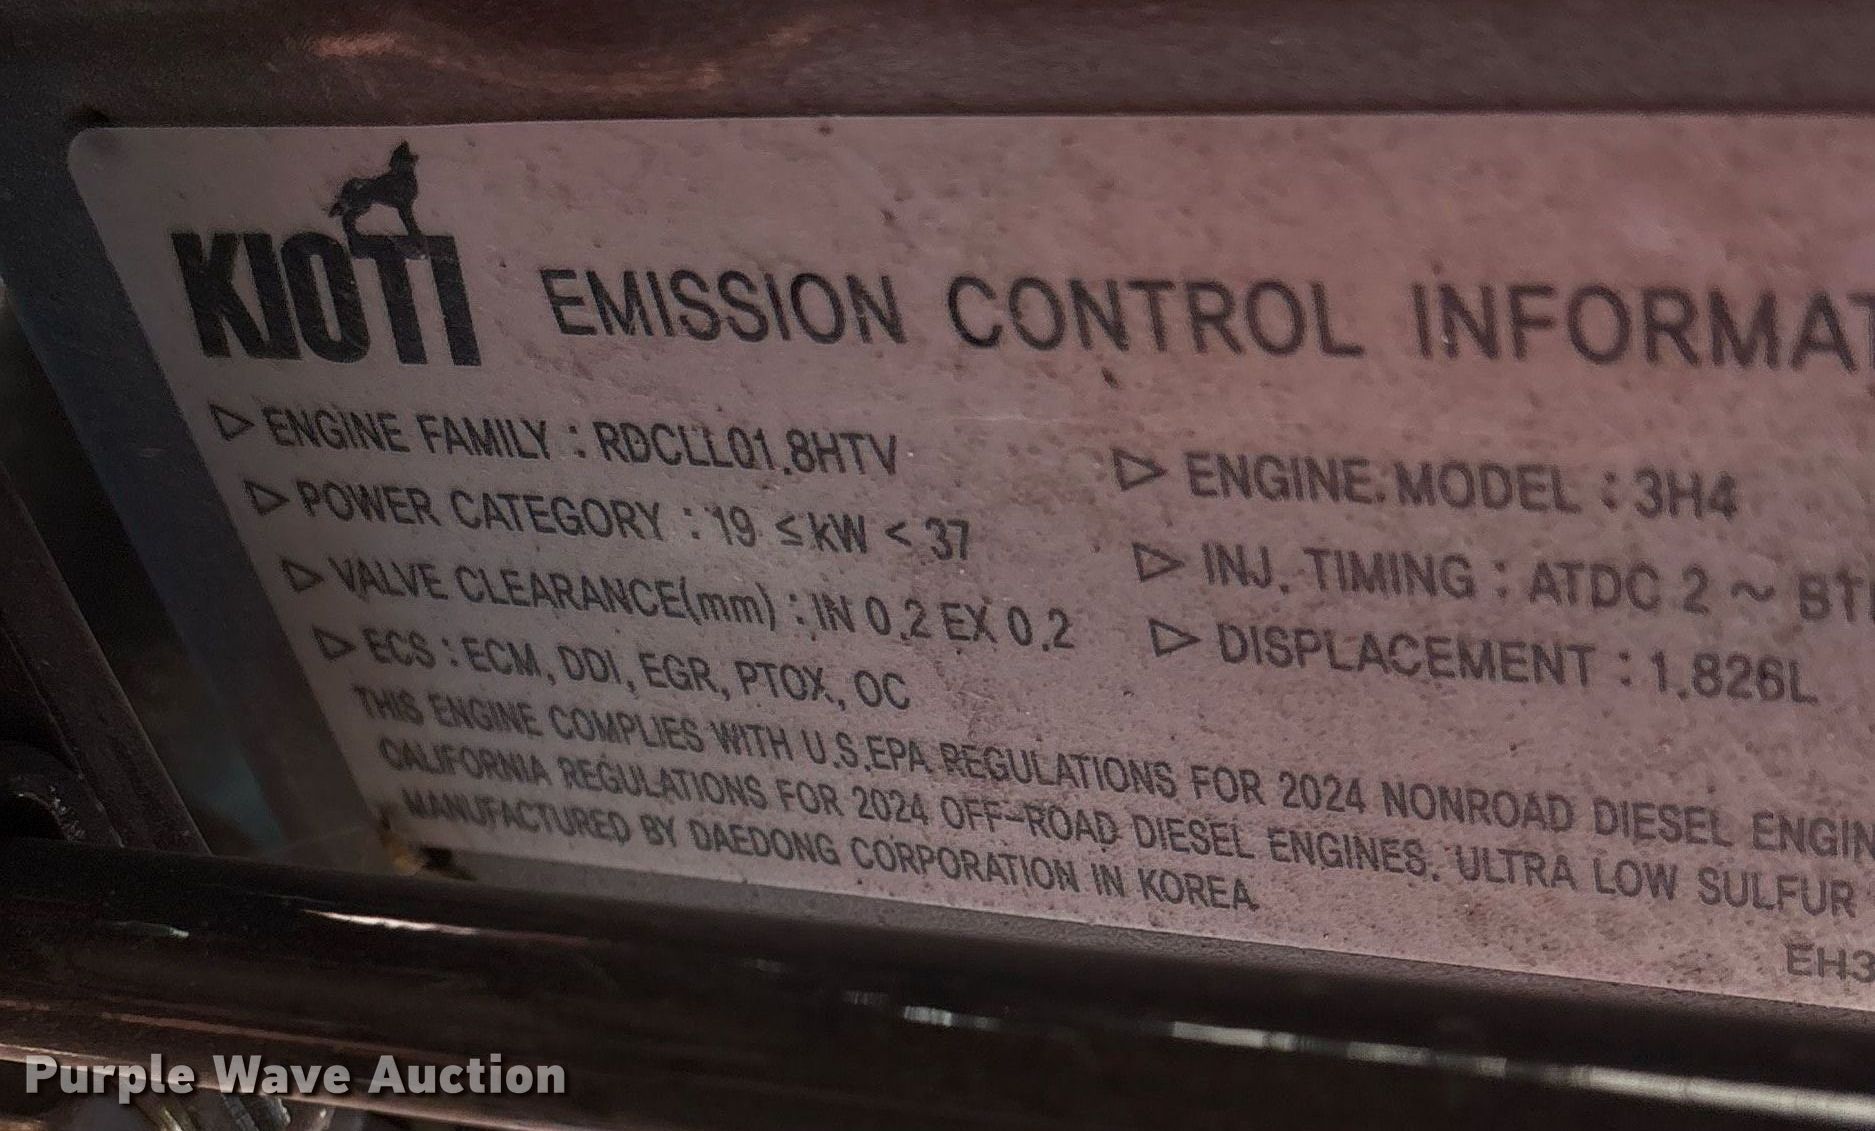 KIOTI EMISSION CONTROL INFORMAT
▷ ENGINE FAMILY : RDCLL01.8HTV ▷ ENGINE MODEL : 3H4
▷ POWER CATEGORY : 19 ≤ kW < 37 ▷ INJ. TIMING : ATDC 2 ~ BT
▷ VALVE CLEARANCE(mm) : IN 0.2 EX 0.2 ▷ DISPLACEMENT : 1.826L
▷ ECS : ECM, DDI, EGR, PTOX, OC
THIS ENGINE COMPLIES WITH U.S.EPA REGULATIONS FOR 2024 NONROAD DIESEL ENGIN
CALIFORNIA REGULATIONS FOR 2024 OFF-ROAD DIESEL ENGINES. ULTRA LOW SULFUR
MANUFACTURED BY DAEDONG CORPORATION IN KOREA
EH3
Purple Wave Auction